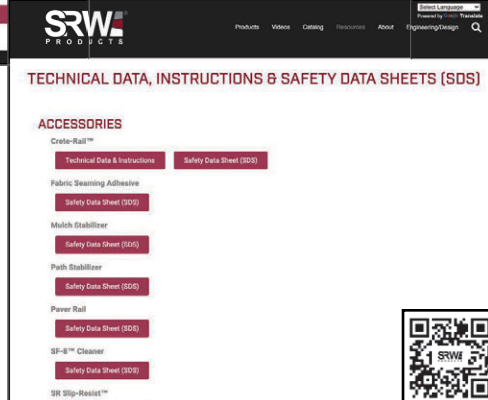 SRW
PRODUCTS
Select Language
Powered by Google Translate
Products Videos Catalog Resources About Engineering/Design
TECHNICAL DATA, INSTRUCTIONS & SAFETY DATA SHEETS (SDS)
ACCESSORIES
Crete-Rail™
Technical Data & Instructions Safety Data Sheet (SDS)
Fabric Seaming Adhesive
Safety Data Sheet (SDS)
Mulch Stabilizer
Safety Data Sheet (SDS)
Path Stabilizer
Safety Data Sheet (SDS)
Paver Rail
Safety Data Sheet (SDS)
SF-8™ Cleaner
Safety Data Sheet (SDS)
SR Slip-Resist™
SRW